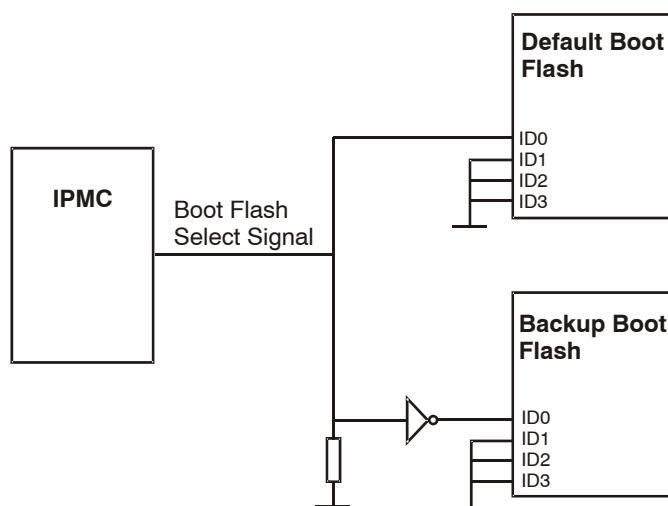 Default Boot
Flash
ID0
ID1
ID2
ID3
IPMC
Boot Flash
Select Signal
Backup Boot
Flash
ID0
ID1
ID2
ID3